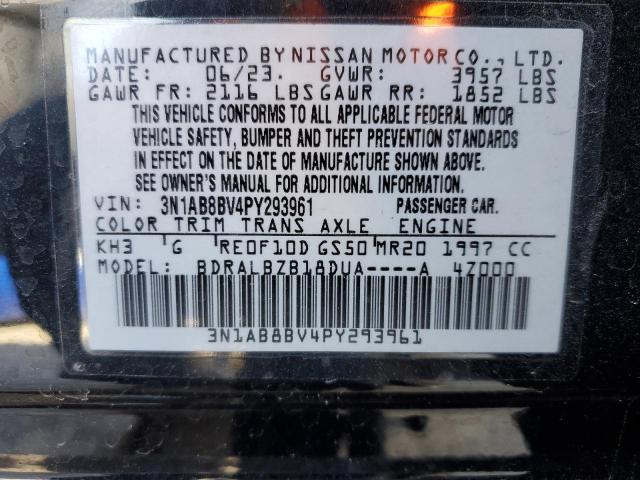 MANUFACTURED BY NISSAN MOTOR CO., LTD.
DATE: 06/23. GVWR: 3957 LBS
GAWR FR: 2116 LBS GAWR RR: 1852 LBS
THIS VEHICLE CONFORMS TO ALL APPLICABLE FEDERAL MOTOR
VEHICLE SAFETY, BUMPER AND THEFT PREVENTION STANDARDS
IN EFFECT ON THE DATE OF MANUFACTURE SHOWN ABOVE.
SEE OWNER'S MANUAL FOR ADDITIONAL INFORMATION.
VIN: 3N1AB8BV4PY293961 PASSENGER CAR.
COLOR TRIM TRANS AXLE ENGINE
KH3 G RE0F10D GS50 MR20 1997 CC
MODEL: BDRALBZB18DUA----A 4Z000
3N1AB8BV4PY293961